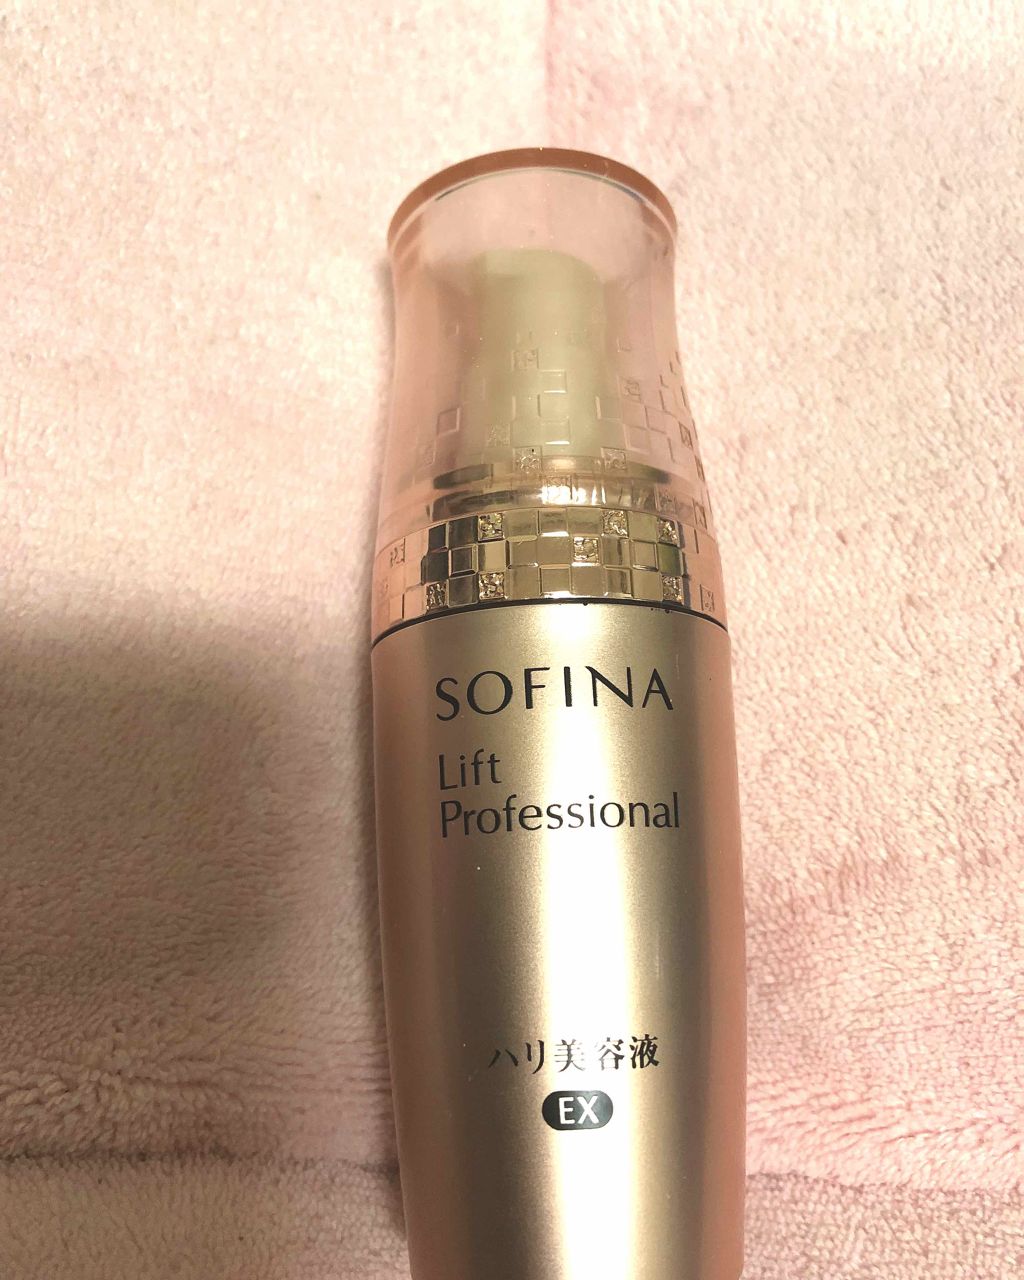 SOFINA
Lift
Professional
ハリ美容液
EX